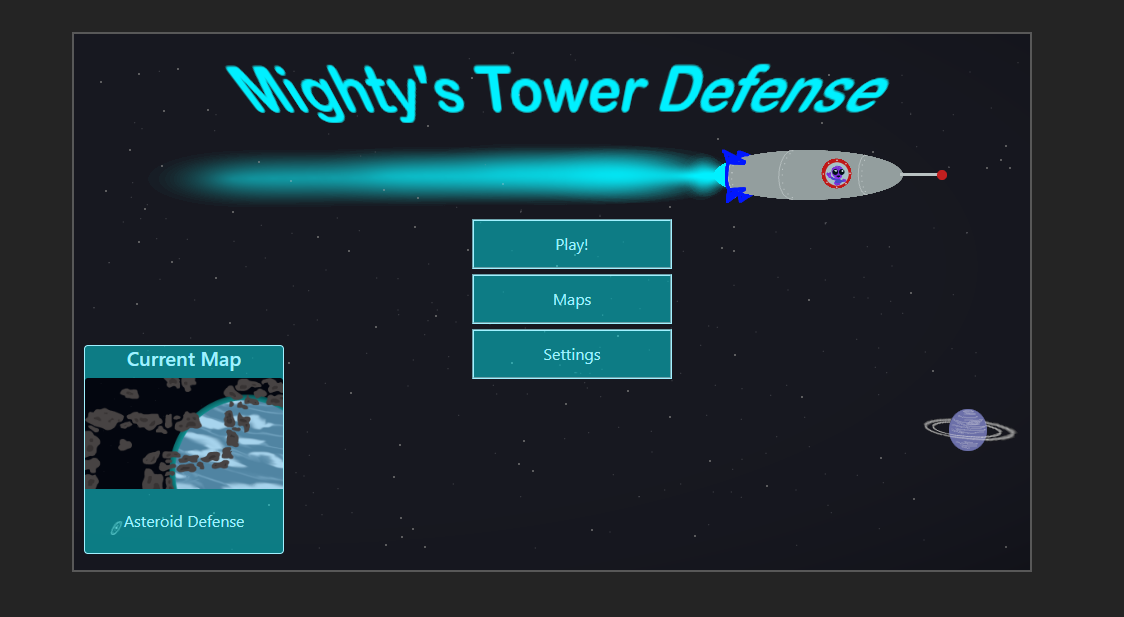 Mighty's Tower Defense
Play!
Maps
Settings
Current Map
Asteroid Defense